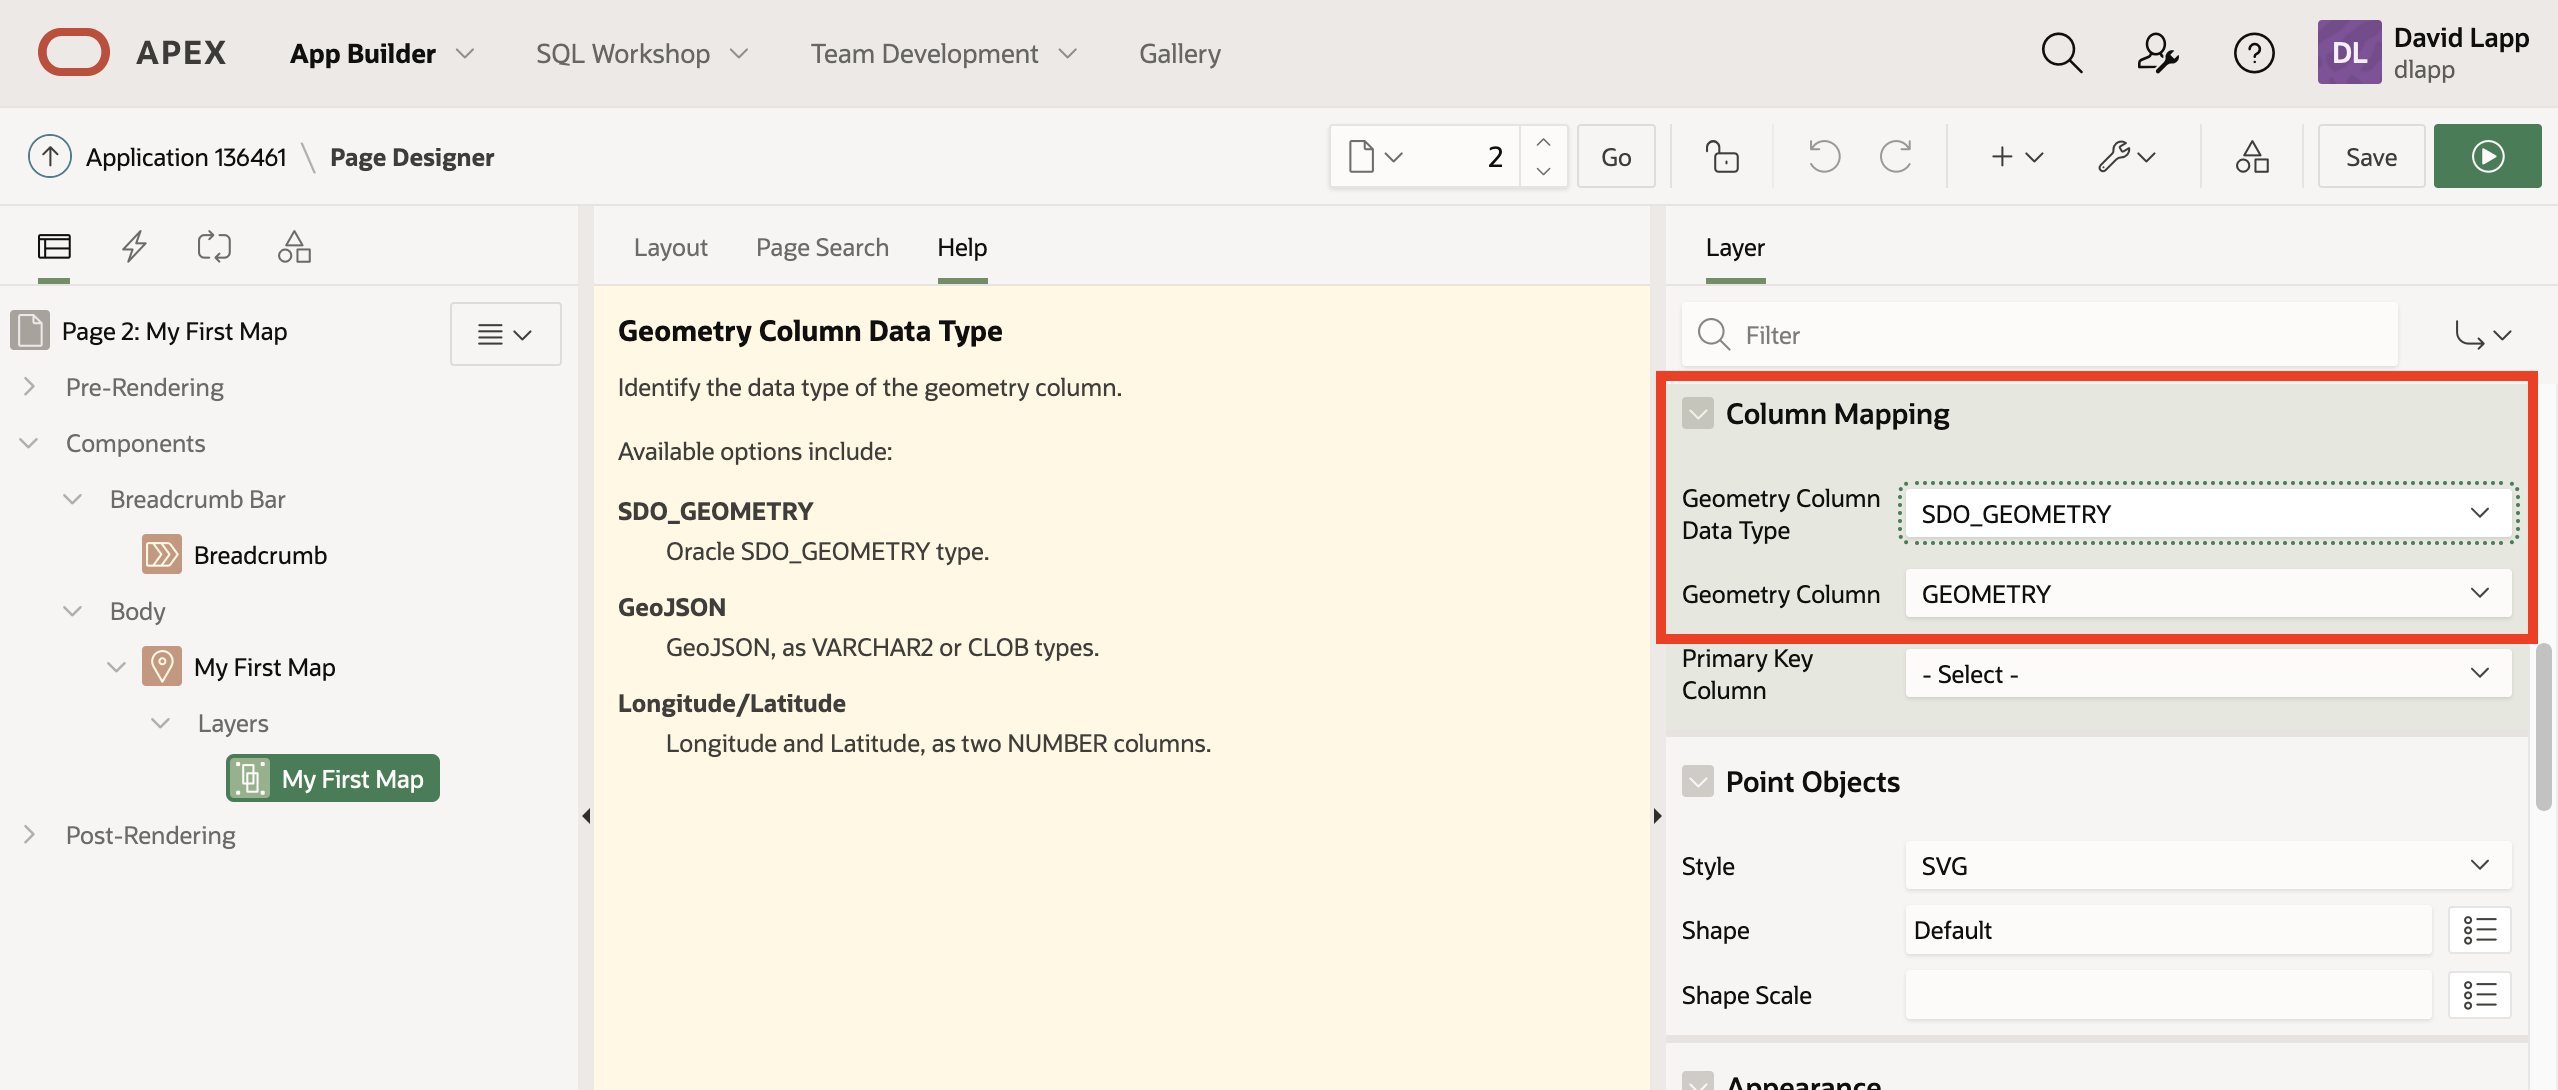 APEX
App Builder
SQL Workshop
Team Development
Gallery
DL
David Lapp
dlapp
Application 136461 \ Page Designer
2
Go
Save
Page 2: My First Map
Pre-Rendering
Components
Breadcrumb Bar
Breadcrumb
Body
My First Map
Layers
My First Map
Post-Rendering
Layout
Page Search
Help
Geometry Column Data Type
Identify the data type of the geometry column.
Available options include:
SDO_GEOMETRY
Oracle SDO_GEOMETRY type.
GeoJSON
GeoJSON, as VARCHAR2 or CLOB types.
Longitude/Latitude
Longitude and Latitude, as two NUMBER columns.
Layer
Filter
Column Mapping
Geometry Column
Data Type
SDO_GEOMETRY
Geometry Column
GEOMETRY
Primary Key
Column
- Select -
Point Objects
Style
SVG
Shape
Default
Shape Scale
Appearance